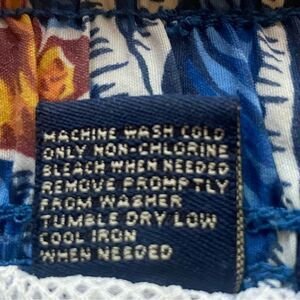 MACHINE WASH COLD
ONLY NON-CHLORINE
BLEACH WHEN NEEDED
REMOVE PROMPTLY
FROM WASHER
TUMBLE DRY LOW
COOL IRON
WHEN NEEDED